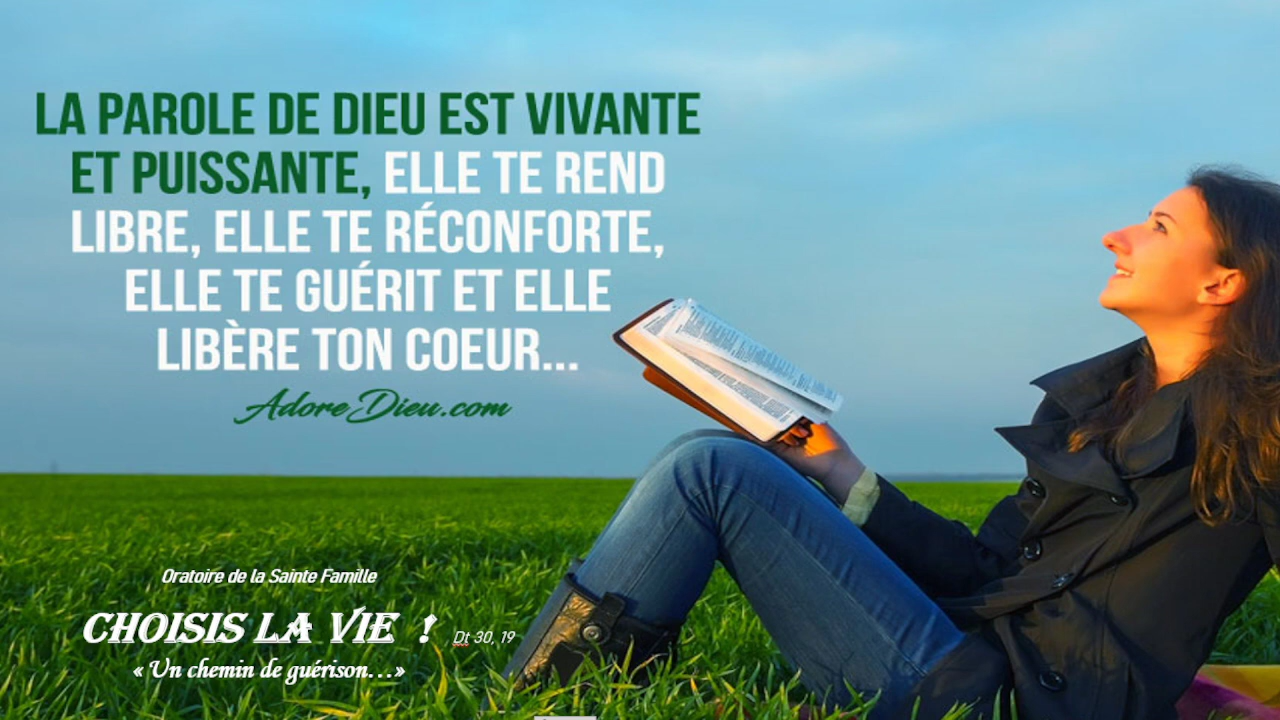 LA PAROLE DE DIEU EST VIVANTE
ET PUISSANTE, ELLE TE REND
LIBRE, ELLE TE RÉCONFORTE,
ELLE TE GUÉRIT ET ELLE
LIBÈRE TON COEUR...
AdoreDieu.com
Oratoire de la Sainte Famille
CHOISIS LA VIE ! Dt 30, 19
« Un chemin de guérison...»